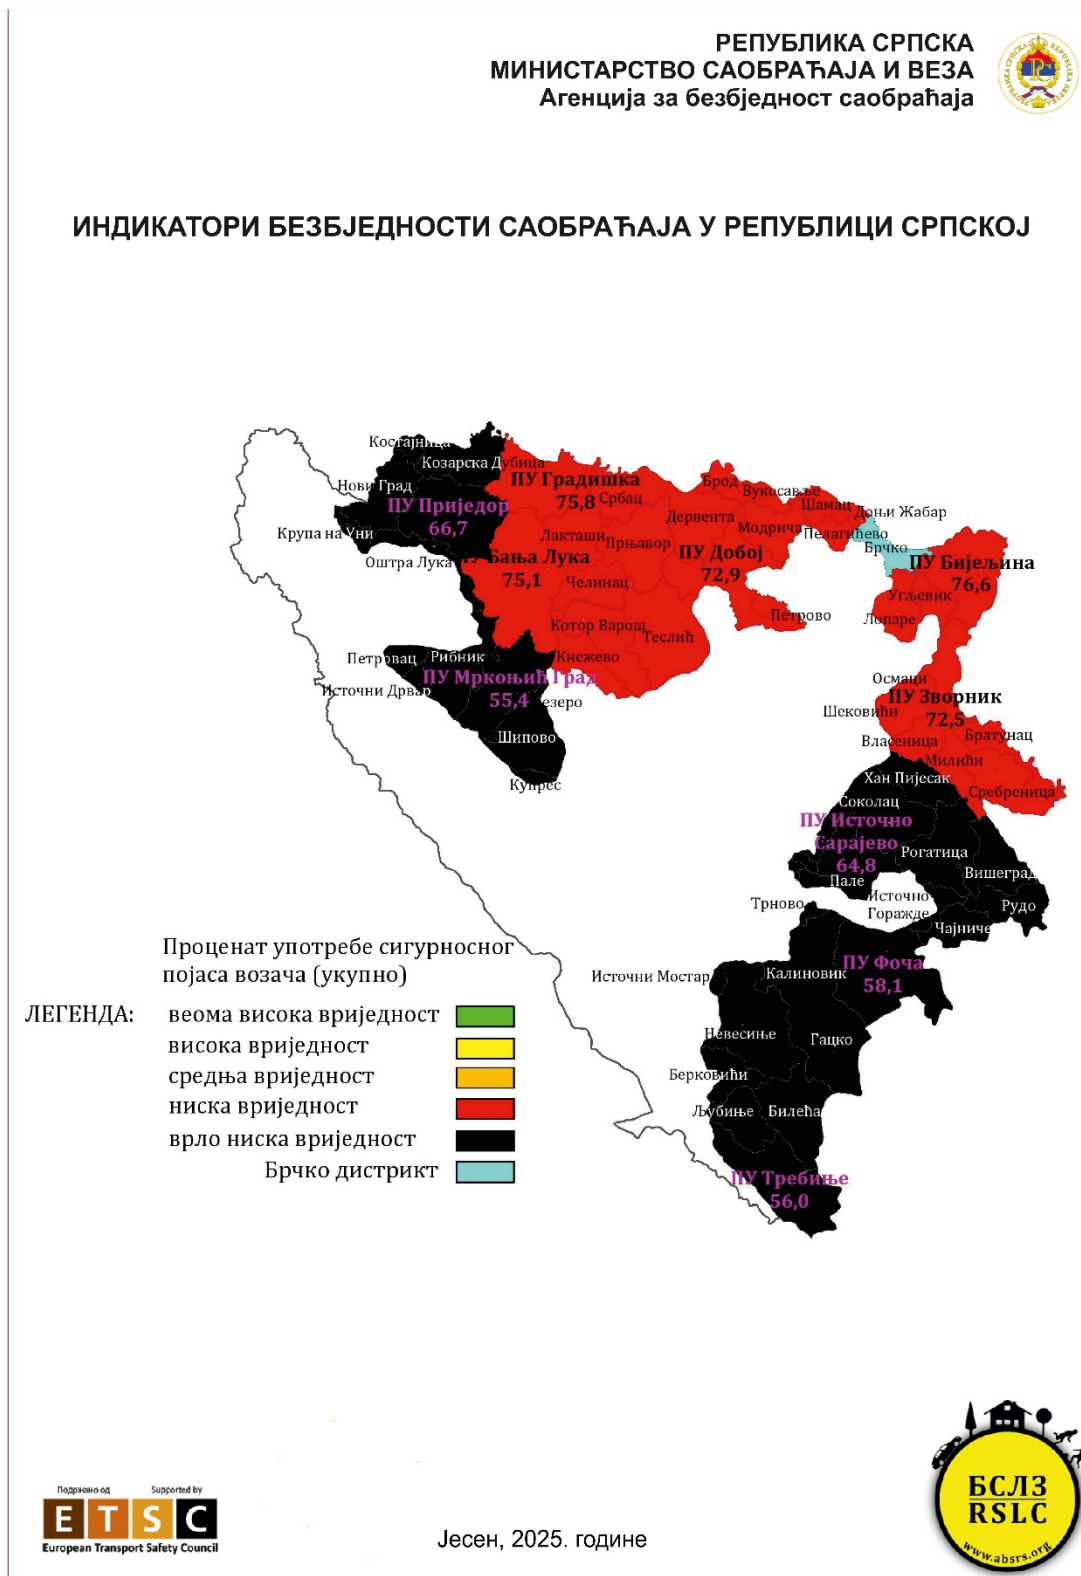 РЕПУБЛИКА СРПСКА
МИНИСТАРСТВО САОБРАЋАЈА И ВЕЗА
Агенција за безбједност саобраћаја
ИНДИКАТОРИ БЕЗБЈЕДНОСТИ САОБРАЋАЈА У РЕПУБЛИЦИ СРПСКОЈ
Костајница
Козарска Дубица
Нови Град
ПУ Приједор
66,7
Крупа на Уни
Оштра Лука
ПУ Градишка
75,8
Србац
Брод
Вукосавље
Шамац
Доњи Жабар
Дервента
Модрича
Пелагићево
Брчко
Лакташи
Прњавор
ПУ Добој
72,9
ПУ Бијељина
76,6
ПУ Бања Лука
75,1
Челинац
Угљевик
Лопаре
Петрово
Котор Варош
Теслић
Кнежево
Петровац
Рибник
Источни Дрвар
ПУ Мркоњић Град
55,4
езеро
Шипово
Купрес
Осмаци
ПУ Зворник
72,5
Шековићи
Братунац
Власеница
Милићи
Сребреница
Хан Пијесак
Соколац
ПУ Источно
Сарајево
64,8
Рогатица
Вишеград
Пале
Источно
Горажде
Рудо
Трново
Чајниче
Источни Мостар
Калиновик
ПУ Фоча
58,1
Невесиње
Гацко
Берковићи
Љубиње
Билећа
ПУ Требиње
56,0
Проценат употребе сигурносног
појаса возача (укупно)
ЛЕГЕНДА:
веома висока вриједност
висока вриједност
средња вриједност
ниска вриједност
врло ниска вриједност
Брчко дистрикт
Подржано од Supported by
ETSC
European Transport Safety Council
Јесен, 2025. године
БСЛЗ
RSLC
www.absrs.org